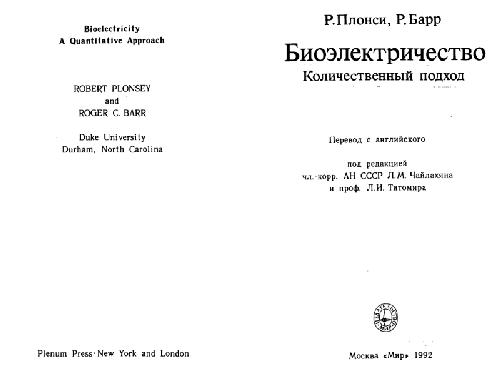 Bioelectricity
A Quantitative Approach
ROBERT PLONSEY
and
ROGER C. BARR
Duke University
Durham, North Carolina
Plenum Press·New York and London
Р.Плонси, Р.Барр
Биоэлектричество
Количественный подход
Перевод с английского
под редакцией
чл.-корр. АН СССР Л.М. Чайлахяна
и проф. Л.И. Титомира
Москва «Мир» 1992